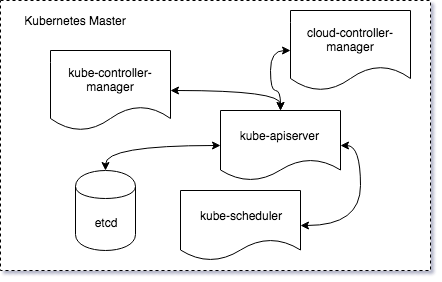 Kubernetes Master
cloud-controller-
manager
kube-controller-
manager
kube-apiserver
etcd
kube-scheduler